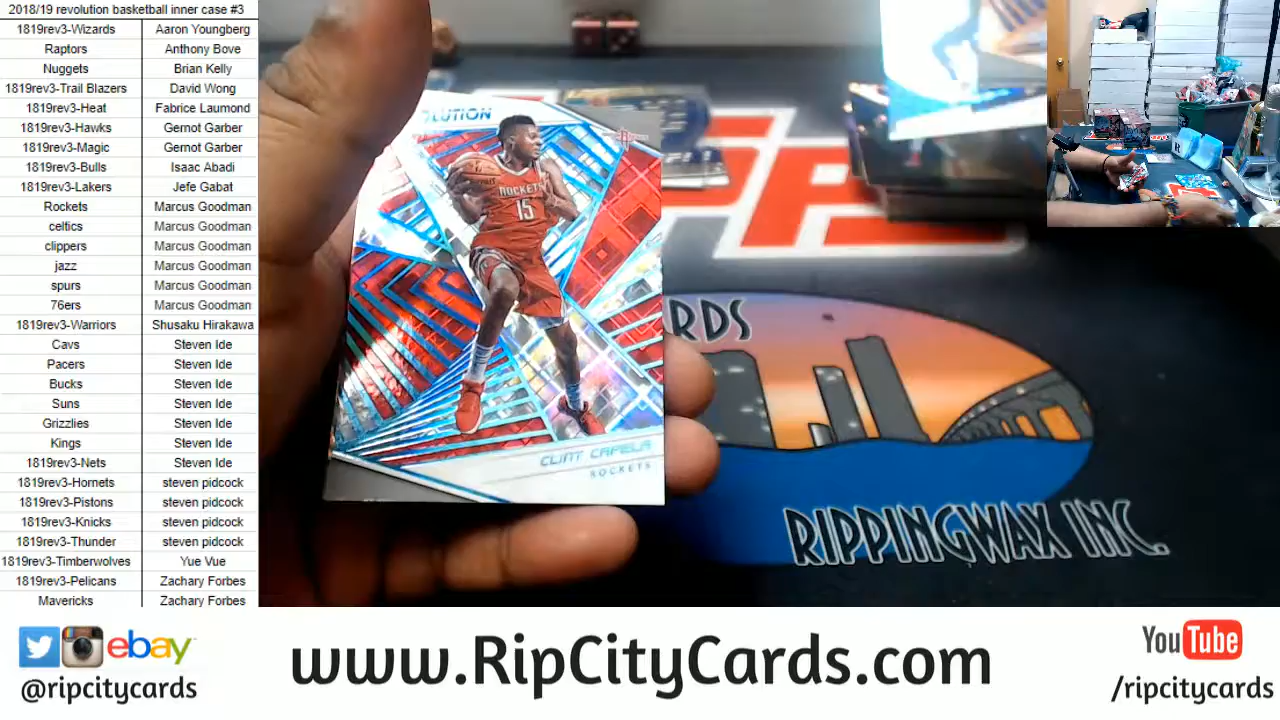 2018/19 revolution basketball inner case #3
1819rev3-Wizards Aaron Youngberg
Raptors Anthony Bove
Nuggets Brian Kelly
1819rev3-Trail Blazers David Wong
1819rev3-Heat Fabrice Laumond
1819rev3-Hawks Gernot Garber
1819rev3-Magic Gernot Garber
1819rev3-Bulls Isaac Abadi
1819rev3-Lakers Jefe Gabat
Rockets Marcus Goodman
celtics Marcus Goodman
clippers Marcus Goodman
jazz Marcus Goodman
spurs Marcus Goodman
76ers Marcus Goodman
1819rev3-Warriors Shusaku Hirakawa
Cavs Steven Ide
Pacers Steven Ide
Bucks Steven Ide
Suns Steven Ide
Grizzlies Steven Ide
Kings Steven Ide
1819rev3-Nets Steven Ide
1819rev3-Hornets steven pidcock
1819rev3-Pistons steven pidcock
1819rev3-Knicks steven pidcock
1819rev3-Thunder steven pidcock
1819rev3-Timberwolves Yue Vue
1819rev3-Pelicans Zachary Forbes
Mavericks Zachary Forbes
LUTION
ROCKETS
15
CLINT CAPELA
ROCKETS
RDS
RIPPINGWAX INC.
ebay
@ripcitycards
www.RipCityCards.com
YouTube
/ripcitycards